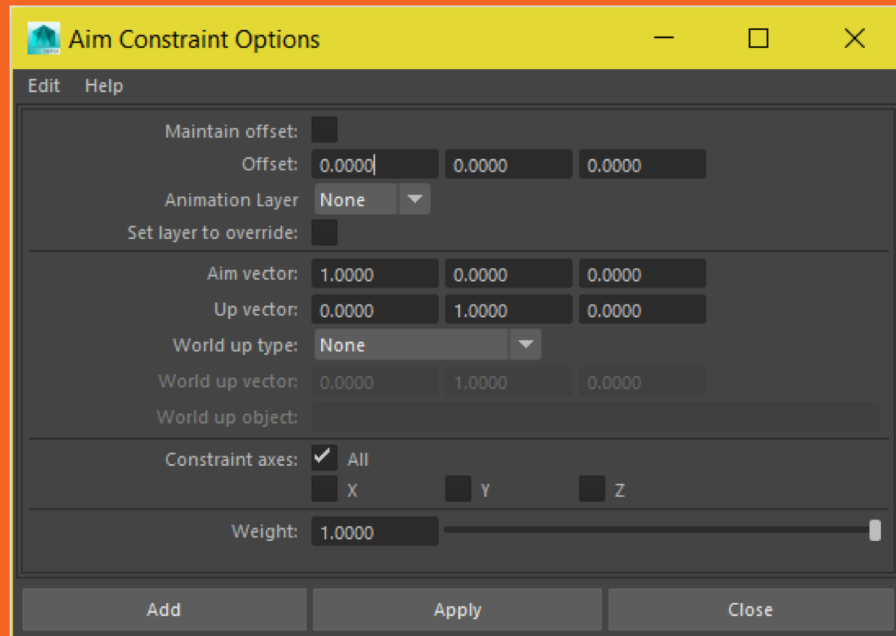 Aim Constraint Options
Edit Help
Maintain offset:
Offset: 0.0000 0.0000 0.0000
Animation Layer None
Set layer to override:
Aim vector: 1.0000 0.0000 0.0000
Up vector: 0.0000 1.0000 0.0000
World up type: None
World up vector: 0.0000 1.0000 0.0000
World up object:
Constraint axes: All
X Y Z
Weight: 1.0000
Add Apply Close